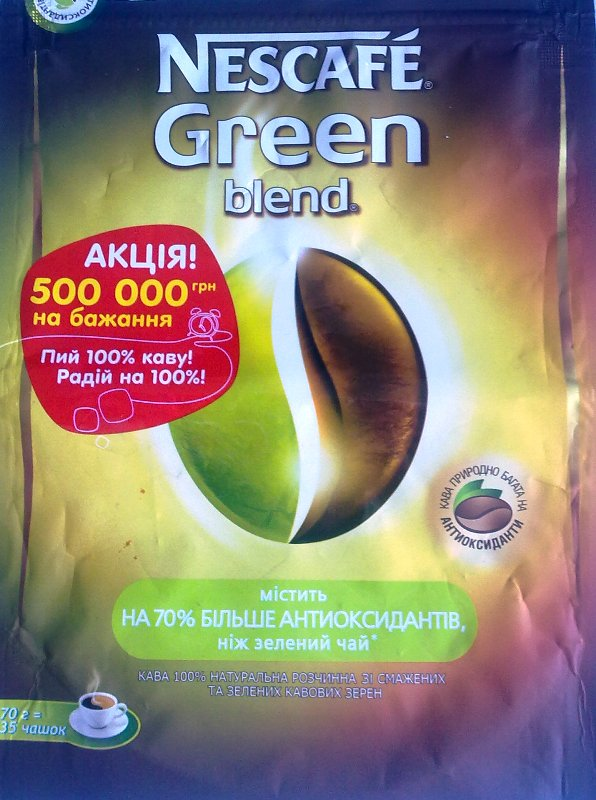 АНТИОКСИДАНТИ
NESCAFÉ®
Green
blend®
АКЦІЯ!
500 000 грн
на бажання
Пий 100% каву!
Радій на 100%!
КАВА ПРИРОДНО БАГАТА НА
АНТИОКСИДАНТИ
містить
НА 70% БІЛЬШЕ АНТИОКСИДАНТІВ,
ніж зелений чай*
КАВА 100% НАТУРАЛЬНА РОЗЧИННА ЗІ СМАЖЕНИХ
ТА ЗЕЛЕНИХ КАВОВИХ ЗЕРЕН
70 г =
35 чашок